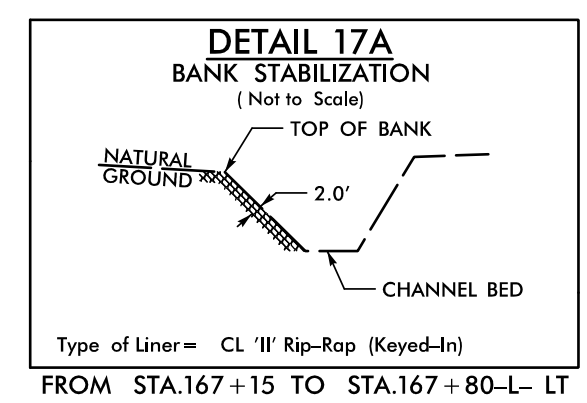 DETAIL 17A
BANK STABILIZATION
( Not to Scale)
TOP OF BANK
NATURAL
GROUND
2.0'
CHANNEL BED
Type of Liner= CL 'II' Rip-Rap (Keyed-In)
FROM STA.167+15 TO STA.167+80-L- LT